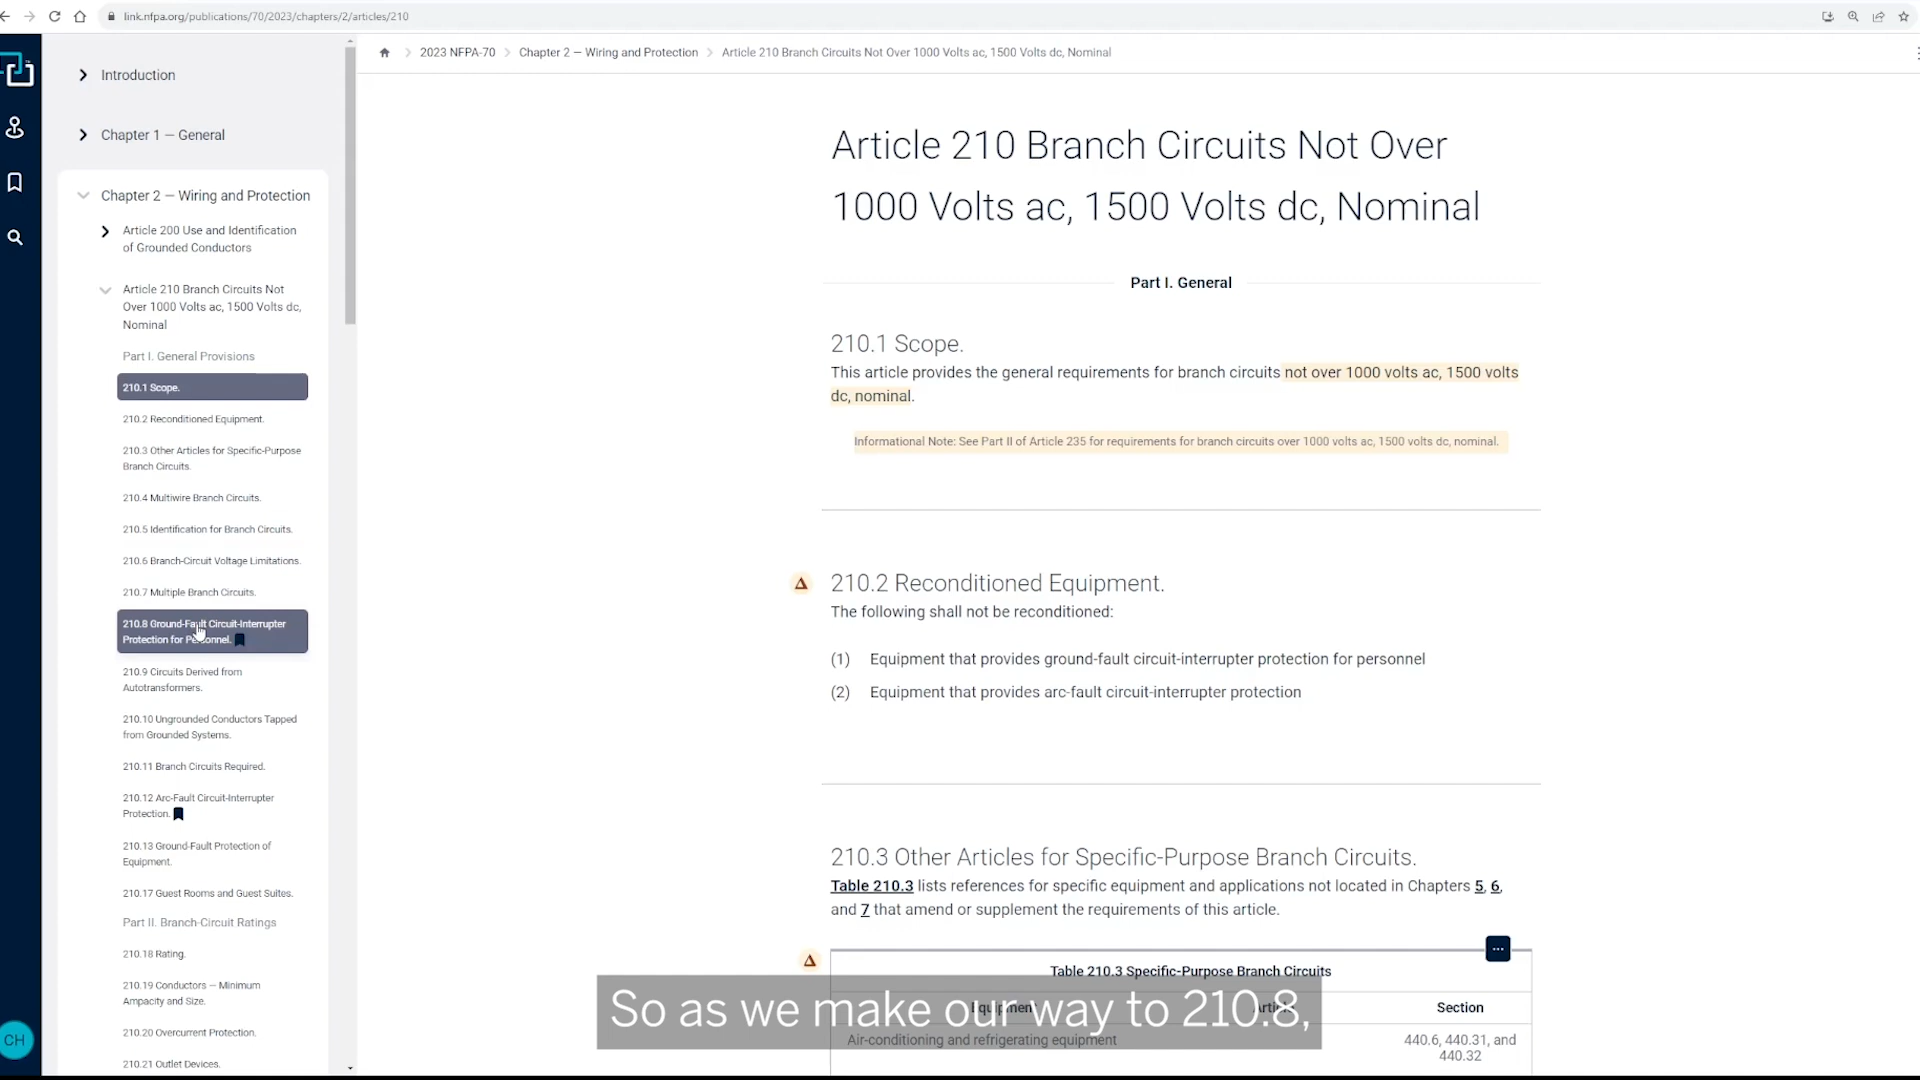 link.nfpa.org/publications/70/2023/chapters/2/articles/210
2023 NFPA-70
Chapter 2 — Wiring and Protection
Article 210 Branch Circuits Not Over 1000 Volts ac, 1500 Volts dc, Nominal
Introduction
Chapter 1 — General
Chapter 2 — Wiring and Protection
Article 200 Use and Identification
of Grounded Conductors
Article 210 Branch Circuits Not
Over 1000 Volts ac, 1500 Volts dc,
Nominal
Part I. General Provisions
210.1 Scope.
210.2 Reconditioned Equipment.
210.3 Other Articles for Specific-Purpose
Branch Circuits.
210.4 Multiwire Branch Circuits.
210.5 Identification for Branch Circuits.
210.6 Branch-Circuit Voltage Limitations.
210.7 Multiple Branch Circuits.
210.8 Ground-Fault Circuit-Interrupter
Protection for Personnel.
210.9 Circuits Derived from
Autotransformers.
210.10 Ungrounded Conductors Tapped
from Grounded Systems.
210.11 Branch Circuits Required.
210.12 Arc-Fault Circuit-Interrupter
Protection.
210.13 Ground-Fault Protection of
Equipment.
210.17 Guest Rooms and Guest Suites.
Part II. Branch-Circuit Ratings
210.18 Rating.
210.19 Conductors — Minimum
Ampacity and Size.
210.20 Overcurrent Protection.
210.21 Outlet Devices.
CH
Article 210 Branch Circuits Not Over
1000 Volts ac, 1500 Volts dc, Nominal
Part I. General
210.1 Scope.
This article provides the general requirements for branch circuits not over 1000 volts ac, 1500 volts
dc, nominal.
Informational Note: See Part II of Article 235 for requirements for branch circuits over 1000 volts ac, 1500 volts dc, nominal.
210.2 Reconditioned Equipment.
The following shall not be reconditioned:
(1) Equipment that provides ground-fault circuit-interrupter protection for personnel
(2) Equipment that provides arc-fault circuit-interrupter protection
210.3 Other Articles for Specific-Purpose Branch Circuits.
Table 210.3 lists references for specific equipment and applications not located in Chapters 5, 6,
and 7 that amend or supplement the requirements of this article.
Table 210.3 Specific-Purpose Branch Circuits
Equipment Article Section
So as we make our way to 210.8,
Air-conditioning and refrigerating equipment 440.6, 440.31, and
440.32